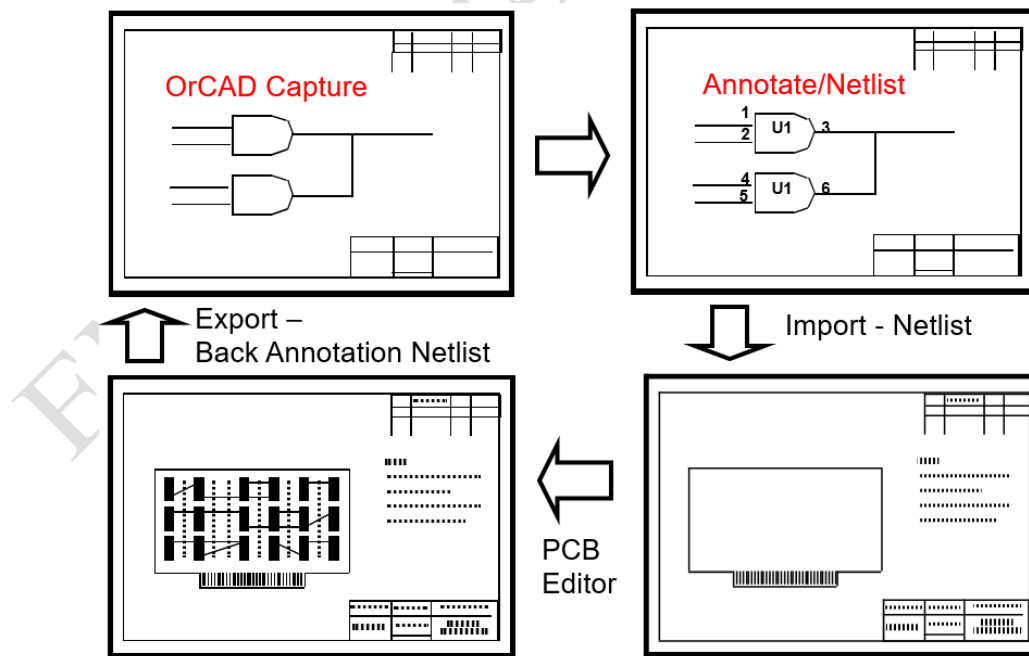 OrCAD Capture
Annotate/Netlist
1
U1
3
2
4
U1
6
5
Export –
Back Annotation Netlist
Import - Netlist
PCB
Editor